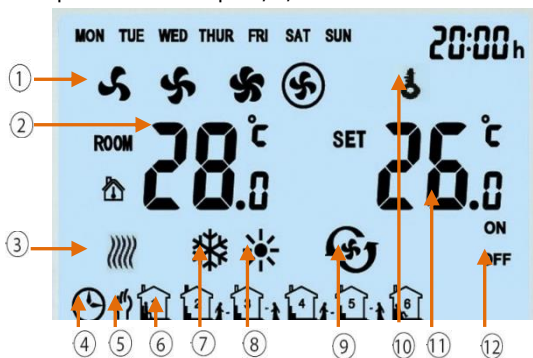 MON TUE WED THUR FRI SAT SUN 20:00h
①
② ROOM 28.0 °C SET 26.0 °C
③ ON
OFF
1 2 3 4 5 6
④ ⑤ ⑥ ⑦ ⑧ ⑨ ⑩ ⑪ ⑫